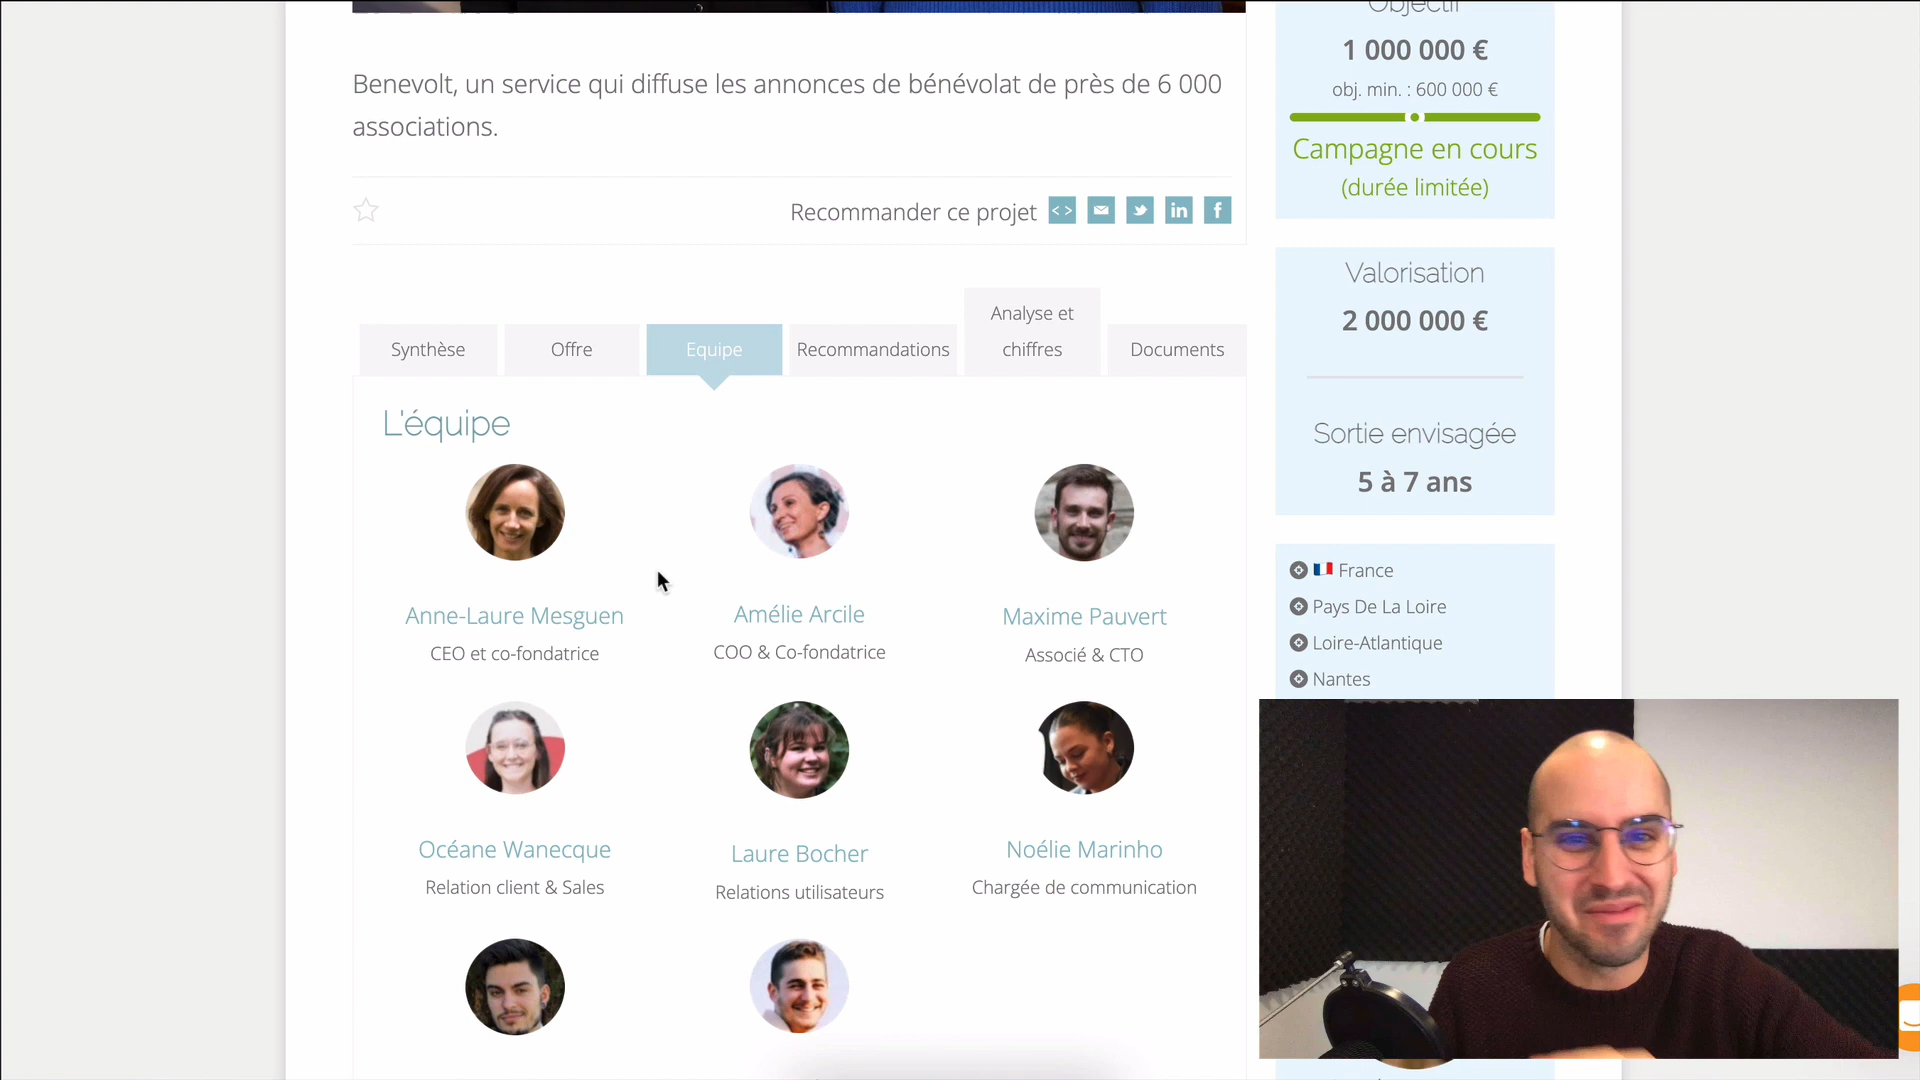 Objectif
1 000 000 €
obj. min. : 600 000 €
Campagne en cours
(durée limitée)
Benevolt, un service qui diffuse les annonces de bénévolat de près de 6 000
associations.
Recommander ce projet
Valorisation
2 000 000 €
Sortie envisagée
5 à 7 ans
Synthèse
Offre
Equipe
Recommandations
Analyse et
chiffres
Documents
L'équipe
Anne-Laure Mesguen
CEO et co-fondatrice
Amélie Arcile
COO & Co-fondatrice
Maxime Pauvert
Associé & CTO
France
Pays De La Loire
Loire-Atlantique
Nantes
Océane Wanecque
Relation client & Sales
Laure Bocher
Relations utilisateurs
Noélie Marinho
Chargée de communication